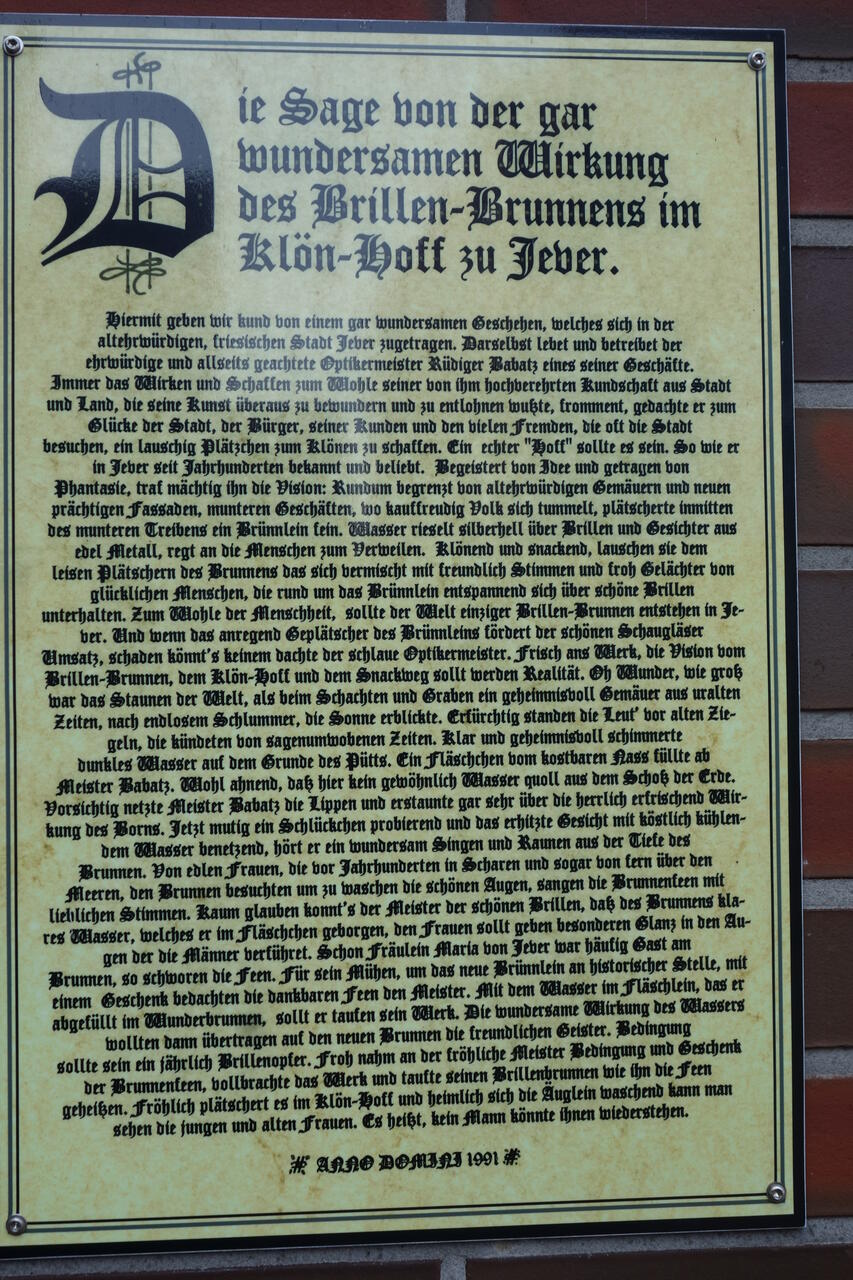 Die Sage von der gar
wundersamen Wirkung
des Brillen-Brunnens im
Klön-Hoff zu Jever.
Hiermit geben wir kund von einem gar wundersamen Geschehen, welches sich in der
altehrwürdigen, friesischen Stadt Jever zugetragen. Darselbst lebet und betreibet der
ehrwürdige und allseits geachtete Optikermeister Rüdiger Babatz eines seiner Geschäfte.
Immer das Wirken und Schaffen zum Wohle seiner von ihm hochverehrten Kundschaft aus Stadt
und Land, die seine Kunst überaus zu bewundern und zu entlohnen wußte, fromment, gedachte er zum
Glücke der Stadt, der Bürger, seiner Kunden und den vielen Fremden, die oft die Stadt
besuchen, ein lauschig Plätzchen zum Klönen zu schaffen. Ein echter "Hoff" sollte es sein. So wie er
in Jever seit Jahrhunderten bekannt und beliebt. Begeistert von Idee und getragen von
Phantasie, traf mächtig ihn die Vision: Rundum begrenzt von altehrwürdigen Gemäuern und neuen
prächtigen Fassaden, munteren Geschäften, wo kauffreudig Volk sich tummelt, plätscherte inmitten
des munteren Treibens ein Brünnlein fein. Wasser rieselt silberhell über Brillen und Gesichter aus
edel Metall, regt an die Menschen zum Verweilen. Klönend und snackend, lauschen sie dem
leisen Plätschern des Brunnens das sich vermischt mit freundlich Stimmen und froh Gelächter von
glücklichen Menschen, die rund um das Brünnlein entspannend sich über schöne Brillen
unterhalten. Zum Wohle der Menschheit, sollte der Welt einziger Brillen-Brunnen entstehen in Je-
ver. Und wenn das anregend Geplätscher des Brünnleins fördert der schönen Schaugläser
Umsatz, schaden könnt's keinem dachte der schlaue Optikermeister. Frisch ans Werk, die Vision vom
Brillen-Brunnen, dem Klön-Hoff und dem Snackweg sollt werden Realität. Oh Wunder, wie groß
war das Staunen der Welt, als beim Schachten und Graben ein geheimnisvoll Gemäuer aus uralten
Zeiten, nach endlosem Schlummer, die Sonne erblickte. Erfürchtig standen die Leut' vor alten Zie-
geln, die kündeten von sagenumwobenen Zeiten. Klar und geheimnisvoll schimmerte
dunkles Wasser auf dem Grunde des Pütts. Ein Fläschchen vom kostbaren Nass füllte ab
Meister Babatz. Wohl ahnend, daß hier kein gewöhnlich Wasser quoll aus dem Schoß der Erde.
Vorsichtig netzte Meister Babatz die Lippen und erstaunte gar sehr über die herrlich erfrischend Wir-
kung des Borns. Jetzt mutig ein Schlückchen probierend und das erhitzte Gesicht mit köstlich kühlen-
dem Wasser benetzend, hört er ein wundersam Singen und Raunen aus der Tiefe des
Brunnen. Von edlen Frauen, die vor Jahrhunderten in Scharen und sogar von fern über den
Meeren, den Brunnen besuchten um zu waschen die schönen Augen, sangen die Brunnenfeen mit
lieblichen Stimmen. Kaum glauben konnt's der Meister der schönen Brillen, daß des Brunnens kla-
res Wasser, welches er im Fläschchen geborgen, den Frauen sollt geben besonderen Glanz in den Au-
gen der die Männer verführet. Schon Fräulein Maria von Jever war häufig Gast am
Brunnen, so schworen die Feen. Für sein Mühen, um das neue Brünnlein an historischer Stelle, mit
einem Geschenk bedachten die dankbaren Feen den Meister. Mit dem Wasser im Fläschlein, das er
abgefüllt im Wunderbrunnen, sollt er taufen sein Werk. Die wundersame Wirkung des Wassers
wollten dann übertragen auf den neuen Brunnen die freundlichen Geister. Bedingung
sollte sein ein jährlich Brillenopfer. Froh nahm an der fröhliche Meister Bedingung und Geschenk
der Brunnenfeen, vollbrachte das Werk und taufte seinen Brillenbrunnen wie ihn die Feen
geheißen. Fröhlich plätschert es im Klön-Hoff und heimlich sich die Äuglein waschend kann man
sehen die jungen und alten Frauen. Es heißt, kein Mann könnte ihnen wiederstehen.
ANNO DOMINI 1991